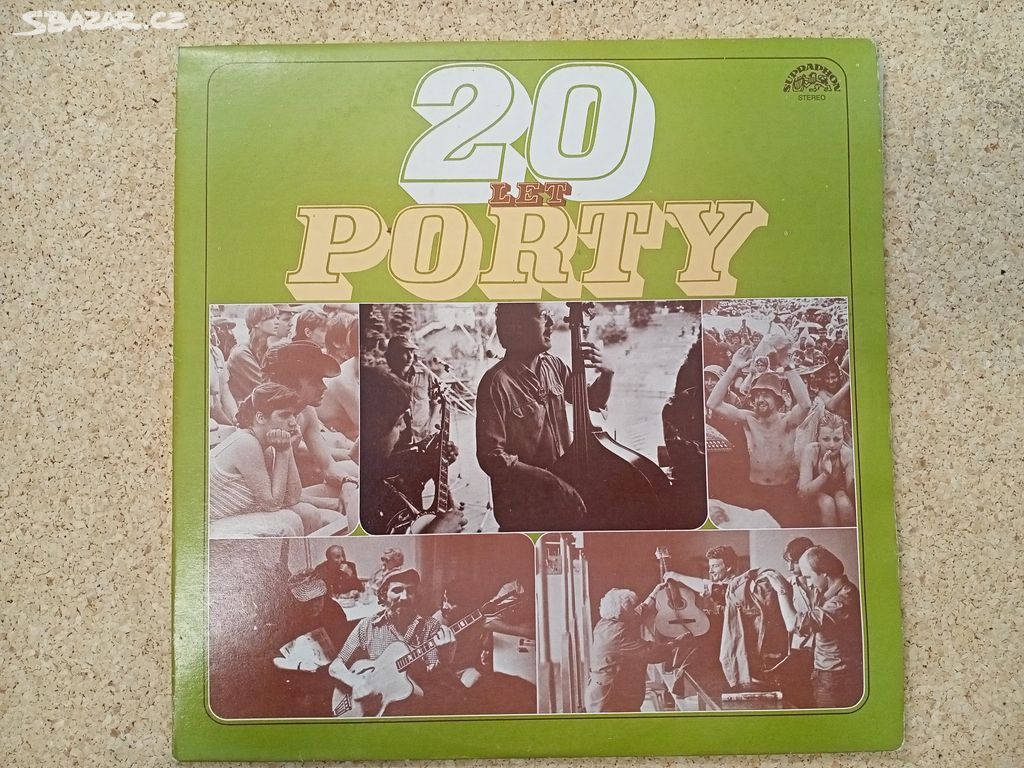 SBAZAR.CZ
20
LET
PORTY
SUPRAPHON
STEREO